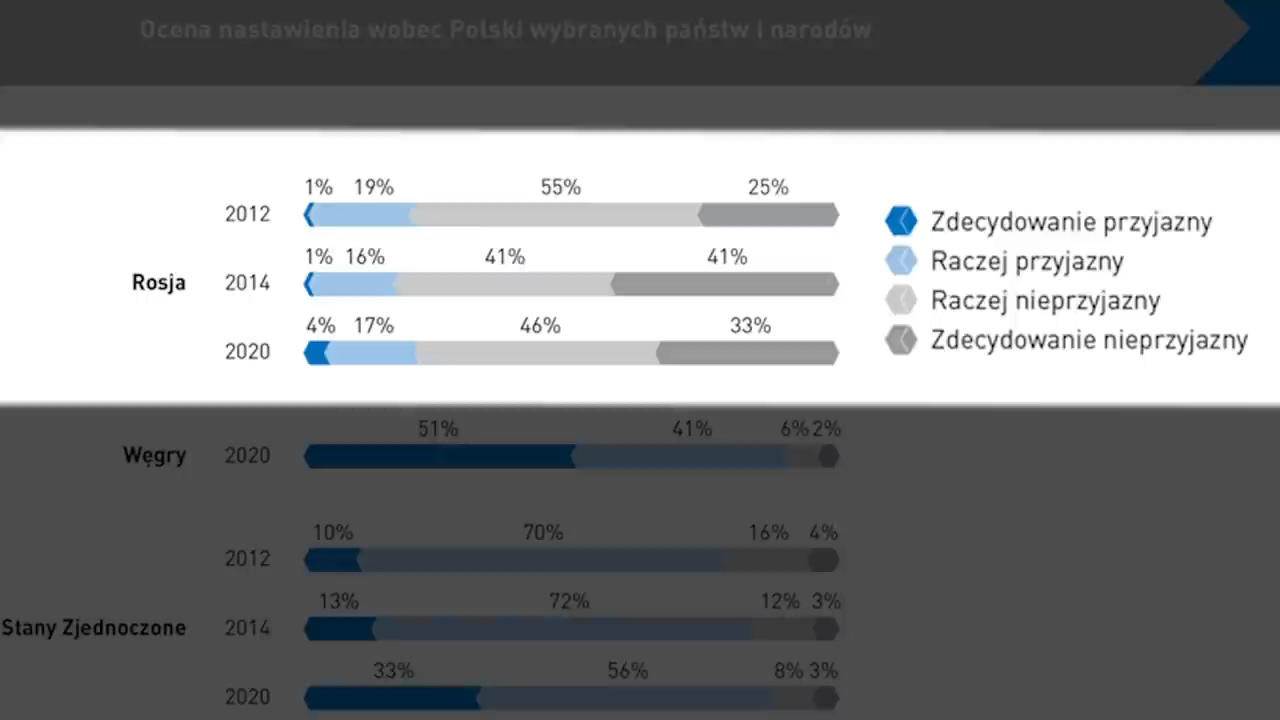 Ocena nastawienia wobec Polski wybranych państw i narodów
1% 19% 55% 25%
2012
1% 16% 41% 41%
Rosja 2014
4% 17% 46% 33%
2020
Zdecydowanie przyjazny
Raczej przyjazny
Raczej nieprzyjazny
Zdecydowanie nieprzyjazny
51% 41% 6% 2%
Węgry 2020
10% 70% 16% 4%
2012
13% 72% 12% 3%
Stany Zjednoczone 2014
33% 56% 8% 3%
2020